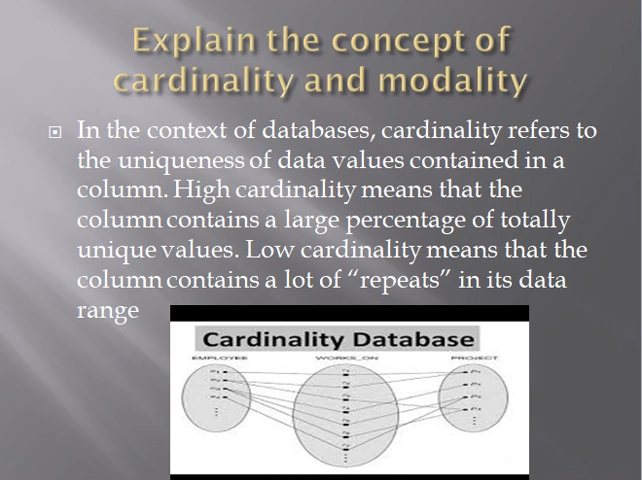 Explain the concept of
cardinality and modality
In the context of databases, cardinality refers to
the uniqueness of data values contained in a
column. High cardinality means that the
column contains a large percentage of totally
unique values. Low cardinality means that the
column contains a lot of “repeats” in its data
range
Cardinality Database
EMPLOYEE WORKS_ON PROJECT